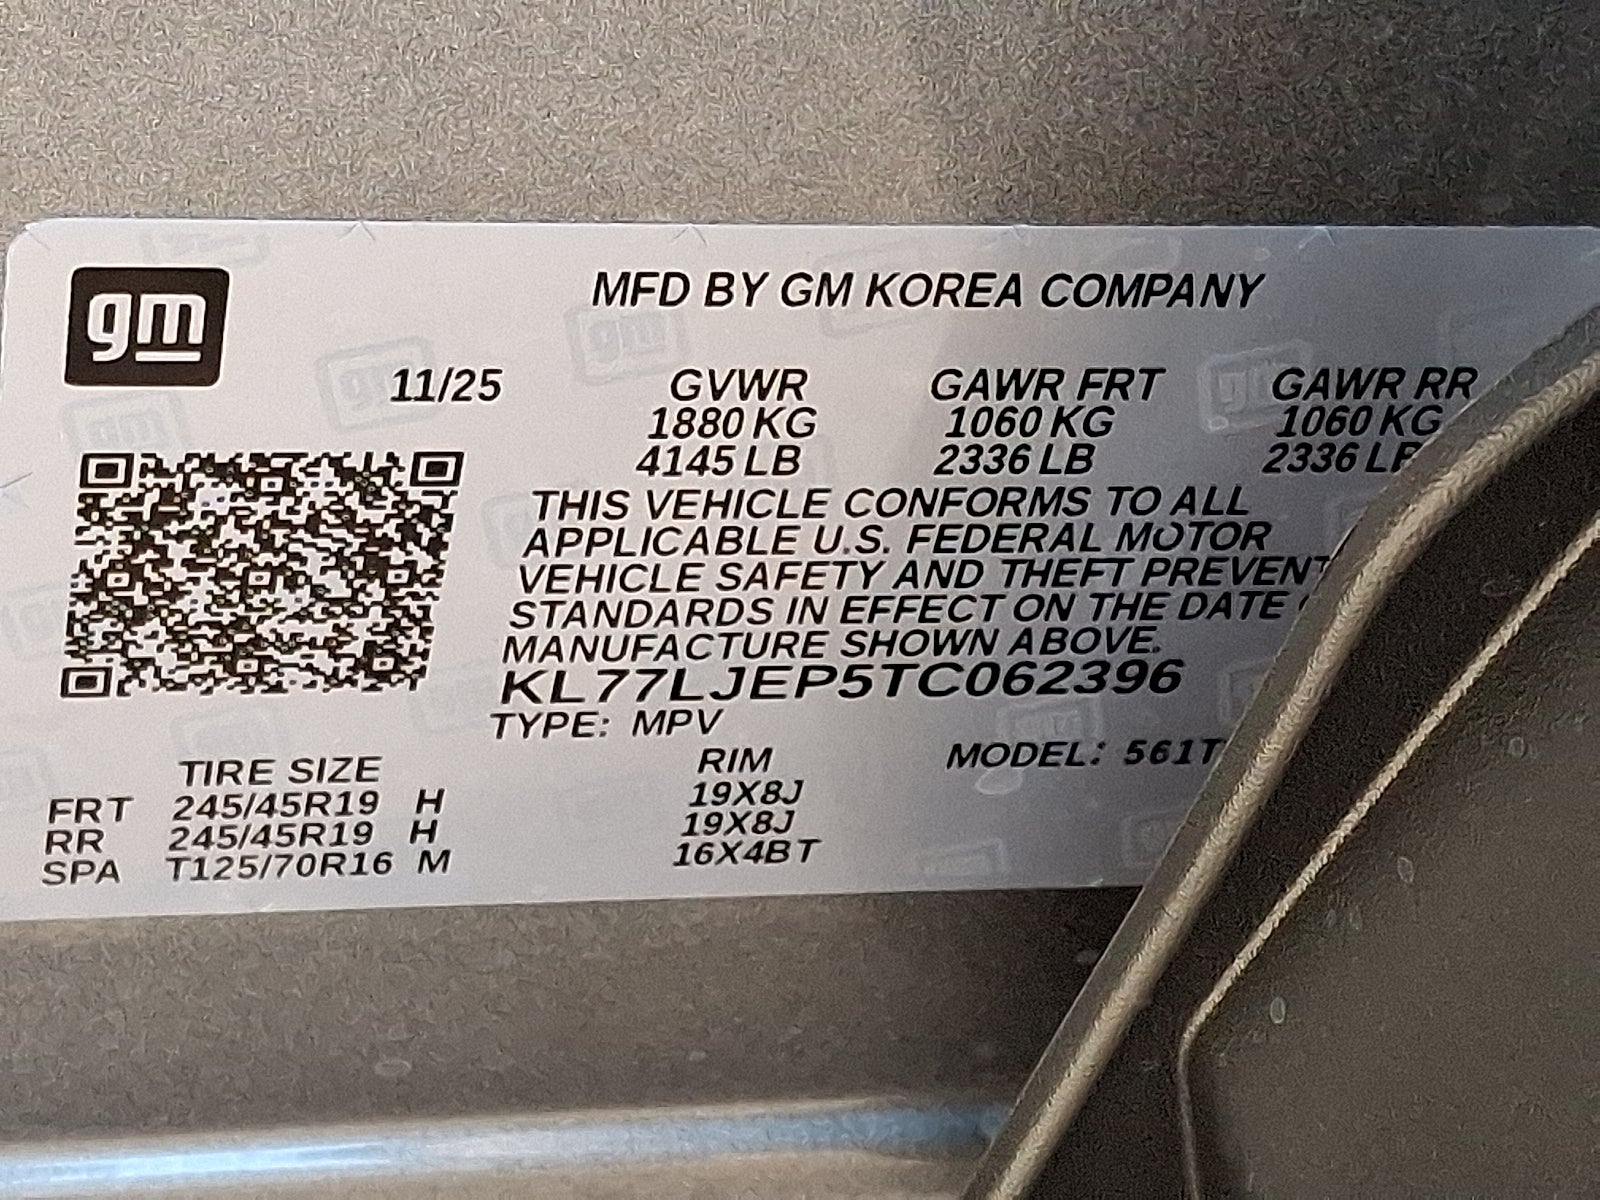 gm
MFD BY GM KOREA COMPANY
11/25 GVWR GAWR FRT GAWR RR
1880 KG 1060 KG 1060 KG
4145 LB 2336 LB 2336
THIS VEHICLE CONFORMS TO ALL
APPLICABLE U.S. FEDERAL MOTOR
VEHICLE SAFETY AND THEFT PREVENT
STANDARDS IN EFFECT ON THE DATE
MANUFACTURE SHOWN ABOVE.
KL77LJEP5TC062396
TYPE: MPV
MODEL: 561T
TIRE SIZE RIM
FRT 245/45R19 H 19X8J
RR 245/45R19 H 19X8J
SPA T125/70R16 M 16X4BT